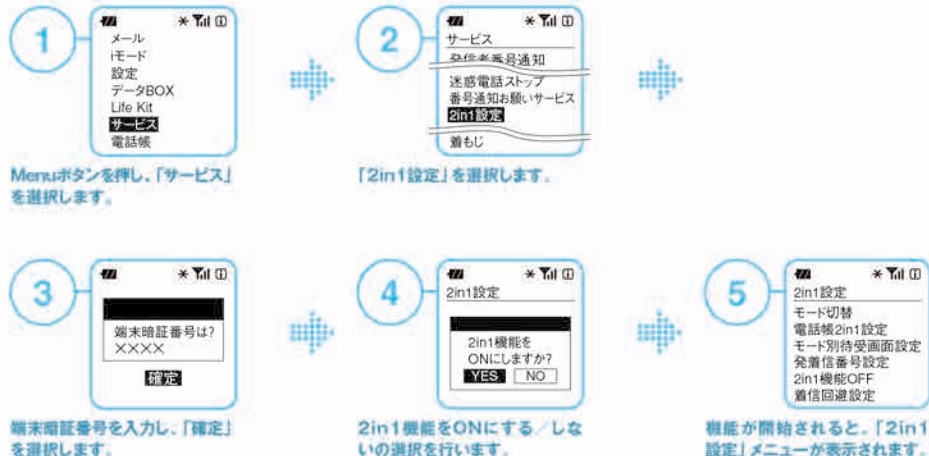 1
メール
iモード
設定
データBOX
Life Kit
サービス
電話帳
Menuボタンを押し、「サービス」
を選択します。
2
サービス
発信者番号通知
迷惑電話ストップ
番号通知お願いサービス
2in1設定
着もじ
「2in1設定」を選択します。
3
端末暗証番号は?
××××
確定
端末暗証番号を入力し、「確定」
を選択します。
4
2in1設定
2in1機能を
ONにしますか?
YES NO
2in1機能をONにする/しな
いの選択を行います。
5
2in1設定
モード切替
電話帳2in1設定
モード別待受画面設定
発着信番号設定
2in1機能OFF
着信回避設定
機能が開始されると、「2in1
設定」メニューが表示されます。